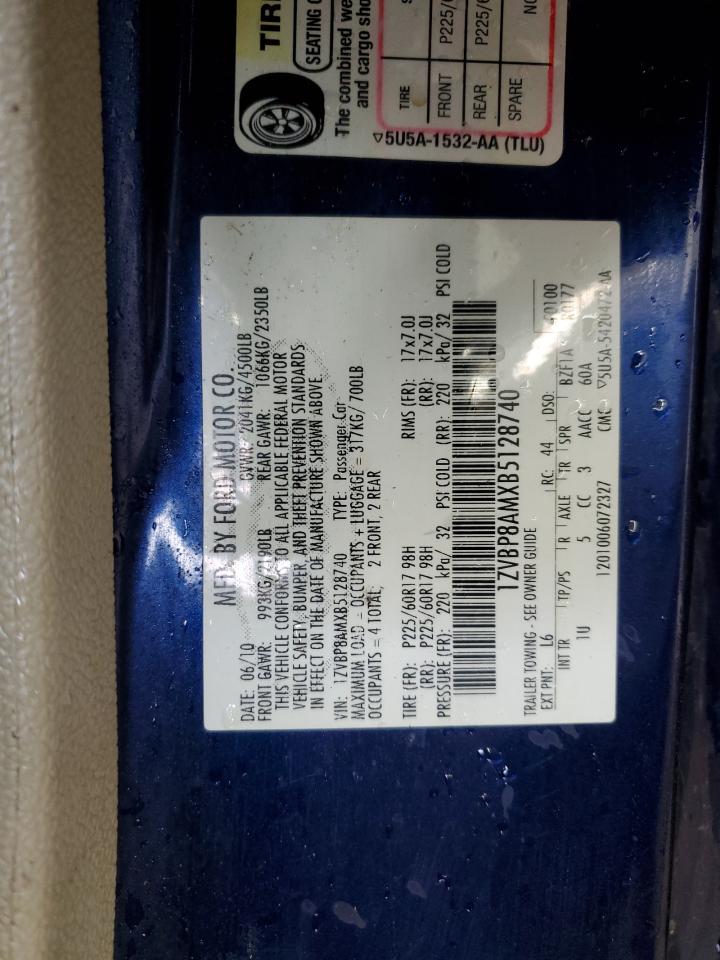 MFD. BY FORD MOTOR CO.
DATE: 06/10 GVWR: 2041KG/4500LB
FRONT GAWR: 993KG/2190LB REAR GAWR: 1066KG/2350LB
THIS VEHICLE CONFORMS TO ALL APPLICABLE FEDERAL MOTOR
VEHICLE SAFETY, BUMPER, AND THEFT PREVENTION STANDARDS
IN EFFECT ON THE DATE OF MANUFACTURE SHOWN ABOVE.
VIN: 1ZVBP8AMXB5128740 TYPE: Passenger Car
MAXIMUM LOAD = OCCUPANTS + LUGGAGE = 317KG/ 700LB
OCCUPANTS = 4 TOTAL, 2 FRONT, 2 REAR
TIRE (FR): P225/60R17 98H RIMS (FR): 17x7.0J
(RR): P225/60R17 98H (RR): 17x7.0J
PRESSURE (FR): 220 kPa/ 32 PSI COLD (RR): 220 kPa/ 32 PSI COLD
1ZVBP8AMXB5128740
TRAILER TOWING - SEE OWNER GUIDE
EXT PNT: L6 RC: 44 DSO:
INT TR TP/PS R AXLE TR SPR BZF1A
1U 5 CC 3 AACC 60A
1201006072327 CMC ▽5U5A-5420472-AA
TIRE
SEATING
The combined we
and cargo sho
TIRE
FRONT P225/6
REAR P225/6
SPARE NO
▽5U5A-1532-AA (TLU)